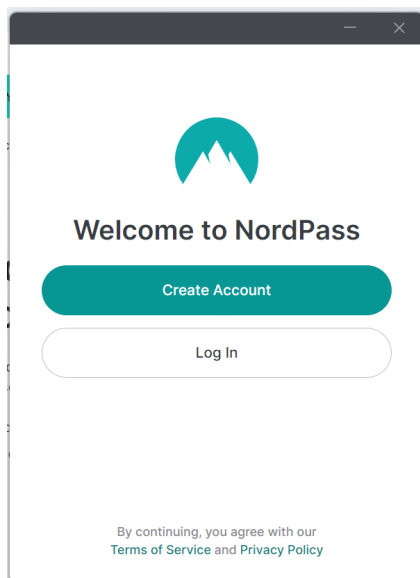 Welcome to NordPass
Create Account
Log In
By continuing, you agree with our
Terms of Service and Privacy Policy